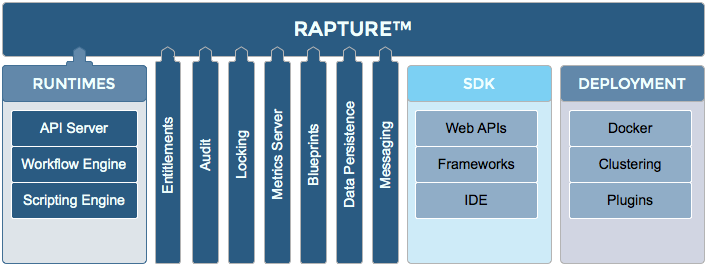 RAPTURE™
RUNTIMES
API Server
Workflow Engine
Scripting Engine
Entitlements
Audit
Locking
Metrics Server
Blueprints
Data Persistence
Messaging
SDK
Web APIs
Frameworks
IDE
DEPLOYMENT
Docker
Clustering
Plugins